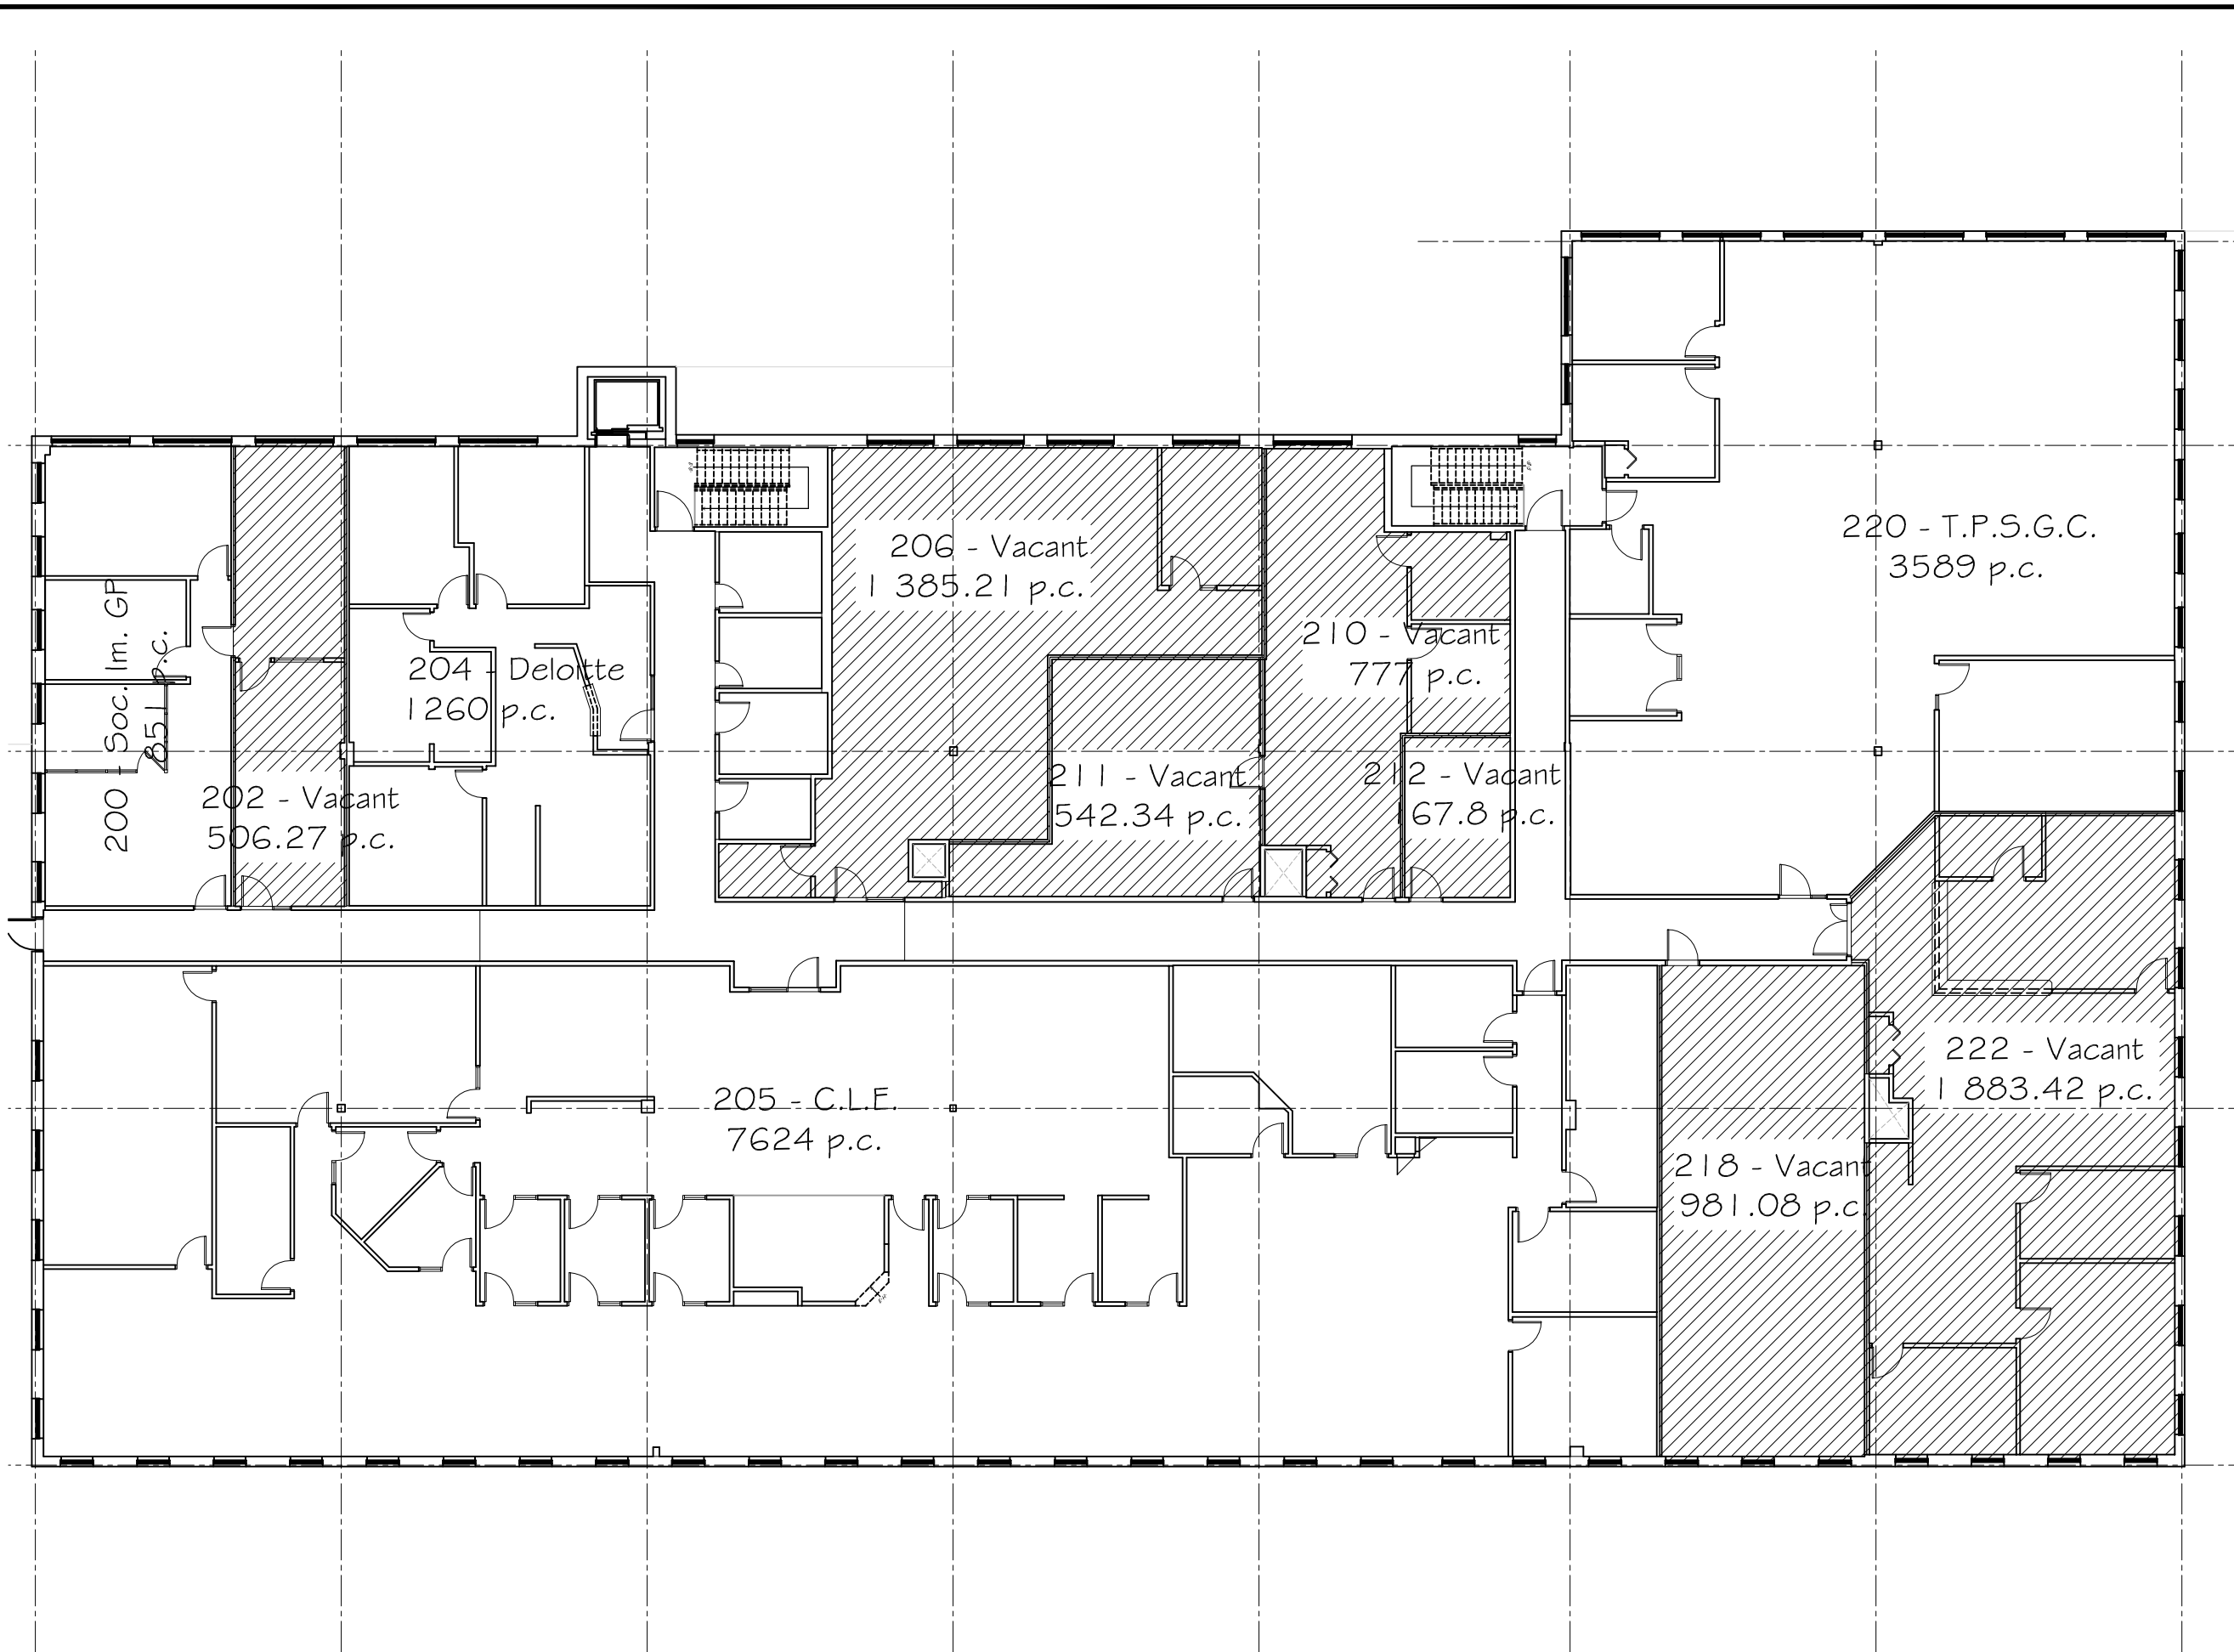 220 - T.P.S.G.C.
3589 p.c.
206 - Vacant
1 385.21 p.c.
210 - Vacant
777 p.c.
200 - Soc. Im. GP
851 p.c.
204 - Deloitte
1260 p.c.
202 - Vacant
506.27 p.c.
211 - Vacant
542.34 p.c.
212 - Vacant
167.8 p.c.
222 - Vacant
1 883.42 p.c.
205 - C.L.E.
7624 p.c.
218 - Vacant
981.08 p.c.